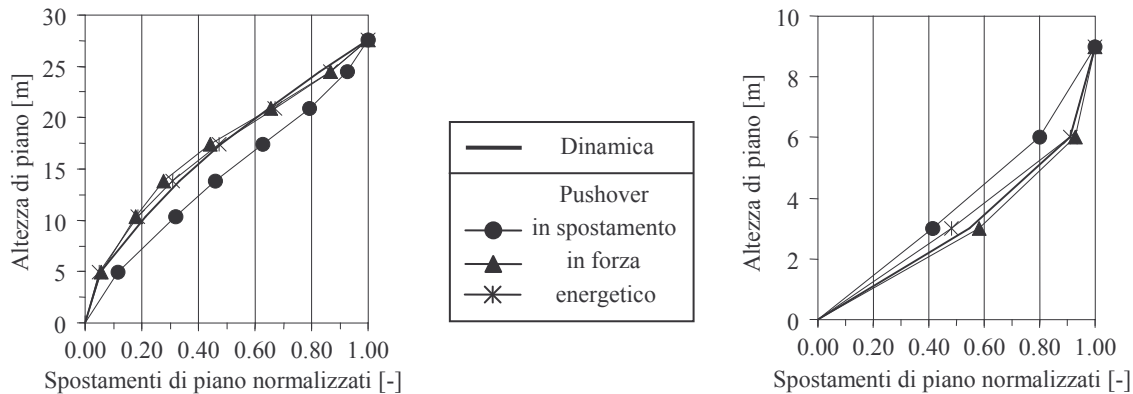 30
25
20
15
10
5
0
Altezza di piano [m]
0.00 0.20 0.40 0.60 0.80 1.00
Spostamenti di piano normalizzati [-]
Dinamica
Pushover
in spostamento
in forza
energetico
10
8
6
4
2
0
Altezza di piano [m]
0.00 0.20 0.40 0.60 0.80 1.00
Spostamenti di piano normalizzati [-]